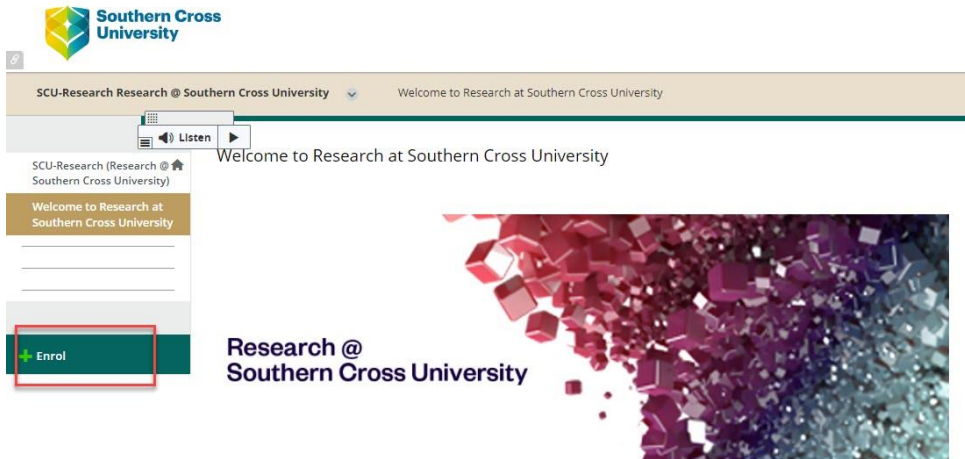 Southern Cross
University
SCU-Research Research @ Southern Cross University
Welcome to Research at Southern Cross University
Listen
Welcome to Research at Southern Cross University
SCU-Research (Research @
Southern Cross University)
Welcome to Research at
Southern Cross University
Enrol
Research @
Southern Cross University